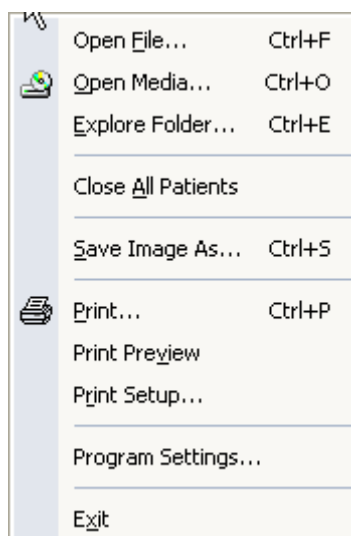 Open File... Ctrl+F
Open Media... Ctrl+O
Explore Folder... Ctrl+E
Close All Patients
Save Image As... Ctrl+S
Print... Ctrl+P
Print Preview
Print Setup...
Program Settings...
Exit